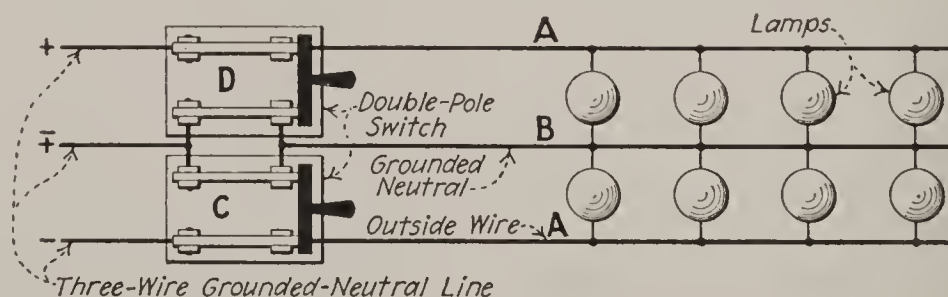 +
A
Lamps
D
Double-Pole
Switch
∓
B
Grounded
Neutral
C
Outside Wire
A
−
Three-Wire Grounded-Neutral Line